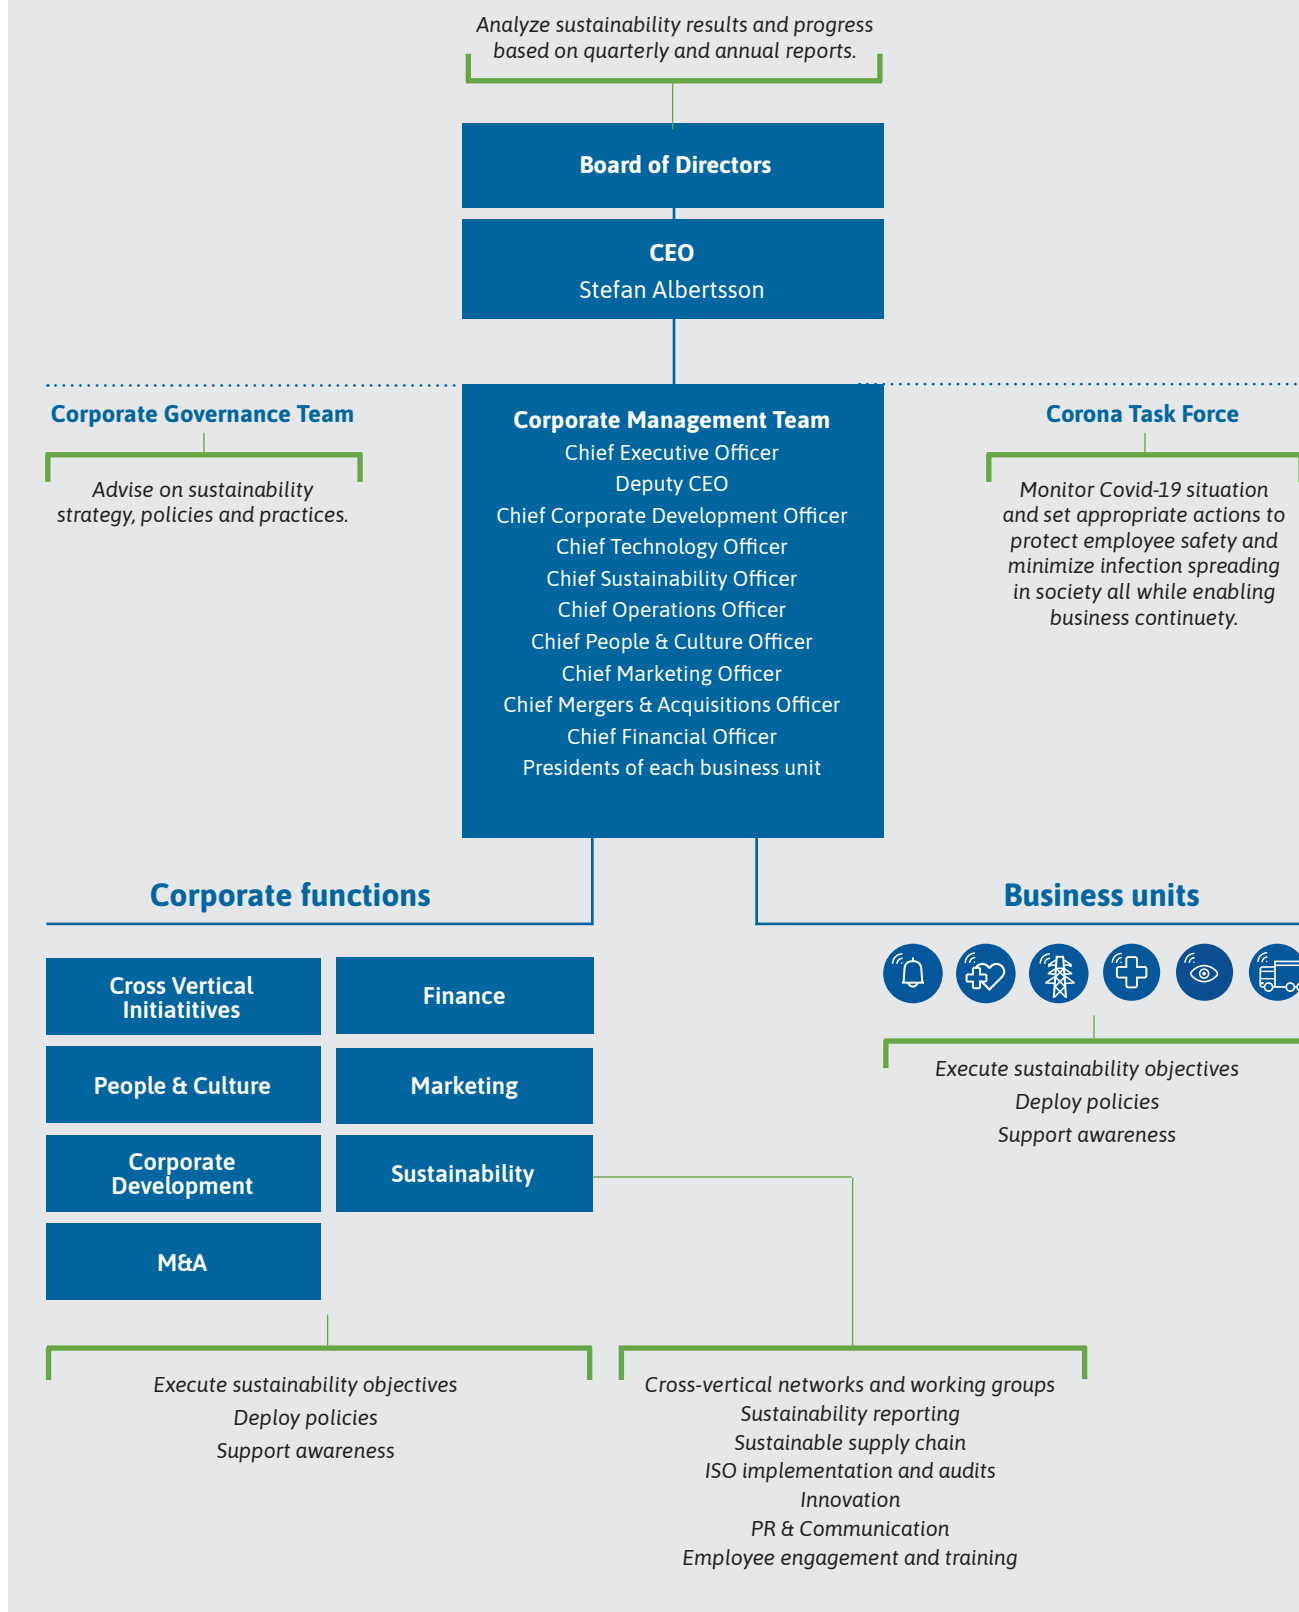 Analyze sustainability results and progress
based on quarterly and annual reports.
Board of Directors
CEO
Stefan Albertsson
Corporate Governance Team
Advise on sustainability
strategy, policies and practices.
Corporate Management Team
Chief Executive Officer
Deputy CEO
Chief Corporate Development Officer
Chief Technology Officer
Chief Sustainability Officer
Chief Operations Officer
Chief People & Culture Officer
Chief Marketing Officer
Chief Mergers & Acquisitions Officer
Chief Financial Officer
Presidents of each business unit
Corona Task Force
Monitor Covid-19 situation
and set appropriate actions to
protect employee safety and
minimize infection spreading
in society all while enabling
business continuety.
Corporate functions
Cross Vertical
Initiatitives
Finance
People & Culture
Marketing
Corporate
Development
Sustainability
M&A
Execute sustainability objectives
Deploy policies
Support awareness
Business units
Execute sustainability objectives
Deploy policies
Support awareness
Cross-vertical networks and working groups
Sustainability reporting
Sustainable supply chain
ISO implementation and audits
Innovation
PR & Communication
Employee engagement and training